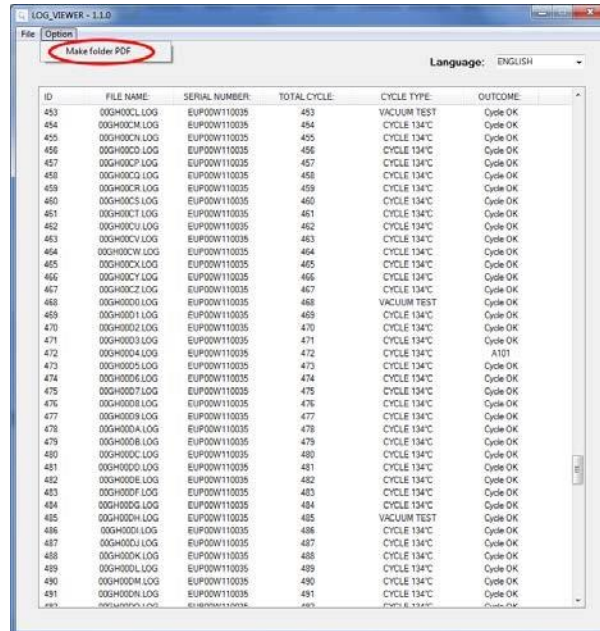 LOG_VIEWER - 1.1.0
File Option
Make folder PDF
Language: ENGLISH
ID FILE NAME: SERIAL NUMBER: TOTAL CYCLE: CYCLE TYPE: OUTCOME:
453 00GH00CL.LOG EUP00W110035 453 VACUUM TEST Cycle OK
454 00GH00CM.LOG EUP00W110035 454 CYCLE 134°C Cycle OK
455 00GH00CN.LOG EUP00W110035 455 CYCLE 134°C Cycle OK
456 00GH00CO.LOG EUP00W110035 456 CYCLE 134°C Cycle OK
457 00GH00CP.LOG EUP00W110035 457 CYCLE 134°C Cycle OK
458 00GH00CQ.LOG EUP00W110035 458 CYCLE 134°C Cycle OK
459 00GH00CR.LOG EUP00W110035 459 CYCLE 134°C Cycle OK
460 00GH00CS.LOG EUP00W110035 460 CYCLE 134°C Cycle OK
461 00GH00CT.LOG EUP00W110035 461 CYCLE 134°C Cycle OK
462 00GH00CU.LOG EUP00W110035 462 CYCLE 134°C Cycle OK
463 00GH00CV.LOG EUP00W110035 463 CYCLE 134°C Cycle OK
464 00GH00CW.LOG EUP00W110035 464 CYCLE 134°C Cycle OK
465 00GH00CX.LOG EUP00W110035 465 CYCLE 134°C Cycle OK
466 00GH00CY.LOG EUP00W110035 466 CYCLE 134°C Cycle OK
467 00GH00CZ.LOG EUP00W110035 467 CYCLE 134°C Cycle OK
468 00GH00D0.LOG EUP00W110035 468 VACUUM TEST Cycle OK
469 00GH00D1.LOG EUP00W110035 469 CYCLE 134°C Cycle OK
470 00GH00D2.LOG EUP00W110035 470 CYCLE 134°C Cycle OK
471 00GH00D3.LOG EUP00W110035 471 CYCLE 134°C Cycle OK
472 00GH00D4.LOG EUP00W110035 472 CYCLE 134°C A101
473 00GH00D5.LOG EUP00W110035 473 CYCLE 134°C Cycle OK
474 00GH00D6.LOG EUP00W110035 474 CYCLE 134°C Cycle OK
475 00GH00D7.LOG EUP00W110035 475 CYCLE 134°C Cycle OK
476 00GH00D8.LOG EUP00W110035 476 CYCLE 134°C Cycle OK
477 00GH00D9.LOG EUP00W110035 477 CYCLE 134°C Cycle OK
478 00GH00DA.LOG EUP00W110035 478 CYCLE 134°C Cycle OK
479 00GH00DB.LOG EUP00W110035 479 CYCLE 134°C Cycle OK
480 00GH00DC.LOG EUP00W110035 480 CYCLE 134°C Cycle OK
481 00GH00DD.LOG EUP00W110035 481 CYCLE 134°C Cycle OK
482 00GH00DE.LOG EUP00W110035 482 CYCLE 134°C Cycle OK
483 00GH00DF.LOG EUP00W110035 483 CYCLE 134°C Cycle OK
484 00GH00DG.LOG EUP00W110035 484 CYCLE 134°C Cycle OK
485 00GH00DH.LOG EUP00W110035 485 VACUUM TEST Cycle OK
486 00GH00DI.LOG EUP00W110035 486 CYCLE 134°C Cycle OK
487 00GH00DJ.LOG EUP00W110035 487 CYCLE 134°C Cycle OK
488 00GH00DK.LOG EUP00W110035 488 CYCLE 134°C Cycle OK
489 00GH00DL.LOG EUP00W110035 489 CYCLE 134°C Cycle OK
490 00GH00DM.LOG EUP00W110035 490 CYCLE 134°C Cycle OK
491 00GH00DN.LOG EUP00W110035 491 CYCLE 134°C Cycle OK